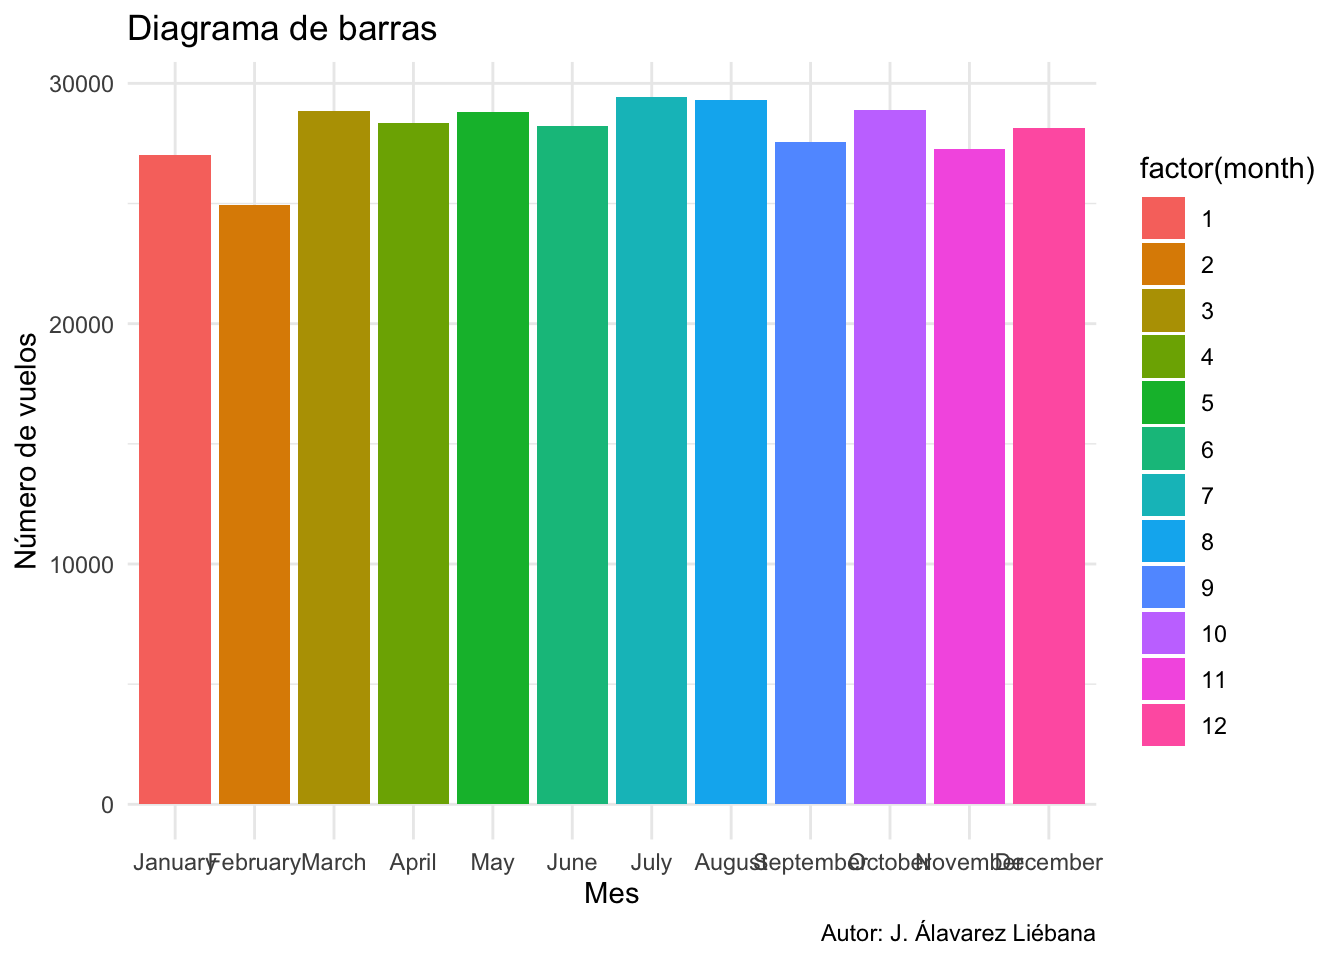 Diagrama de barras
30000
20000
10000
0
Número de vuelos
January February March April May June July August September October November December
Mes
Autor: J. Álavarez Liébana
factor(month)
1
2
3
4
5
6
7
8
9
10
11
12